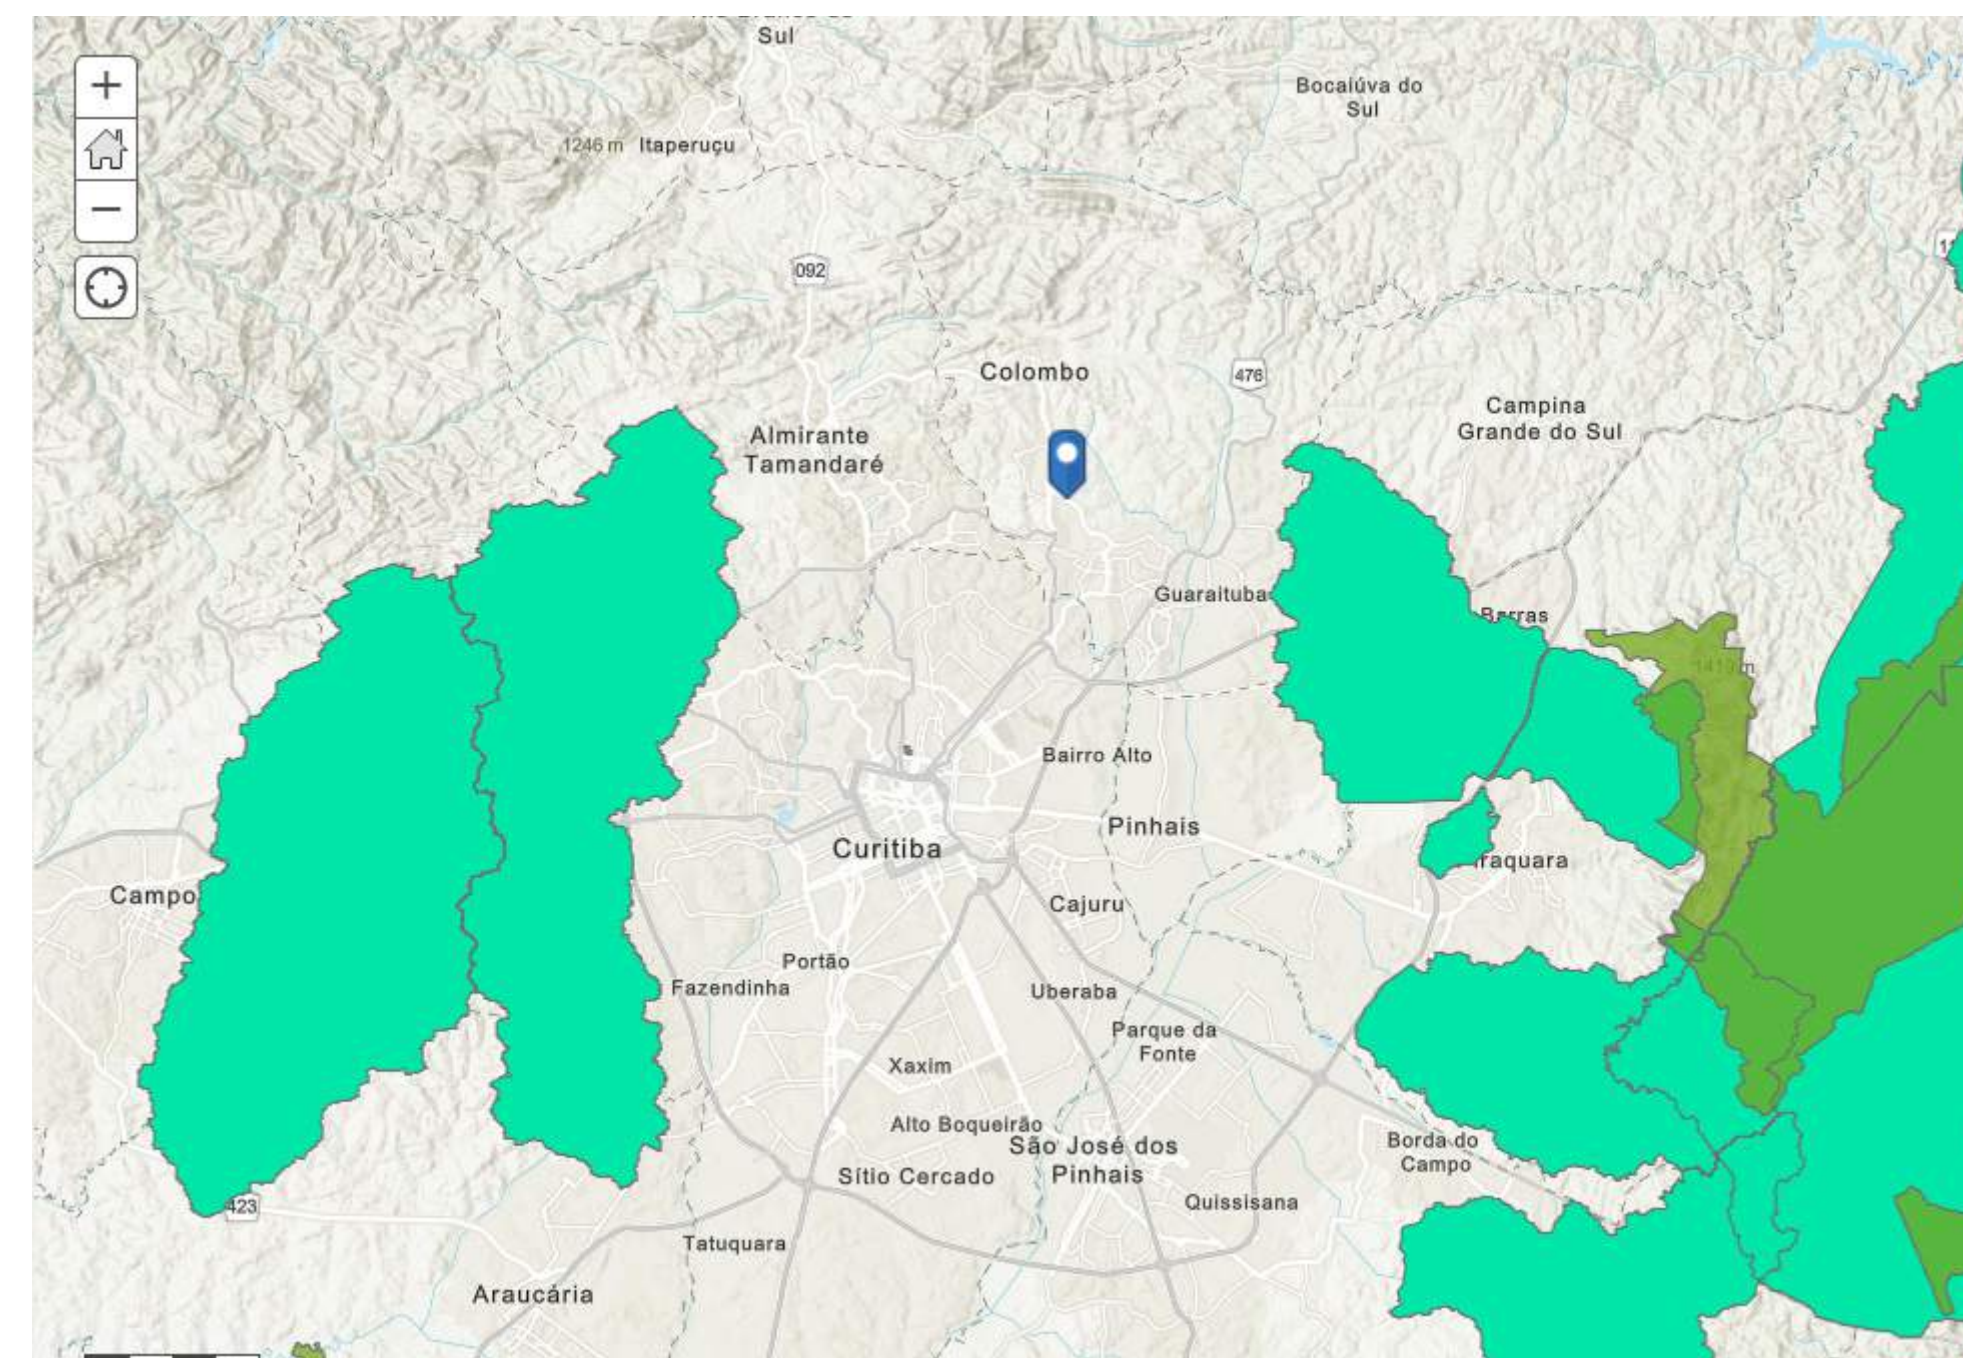 Sul
Bocaiúva do
Sul
1246 m
Itaperuçu
11
092
Colombo
476
Campina
Grande do Sul
Almirante
Tamandaré
Guaraituba
Barras
1419 m
Bairro Alto
Pinhais
Curitiba
raquara
Campo
Cajuru
Portão
Fazendinha
Uberaba
Parque da
Fonte
Xaxim
Alto Boqueirão
São José dos
Pinhais
Borda do
Campo
Sítio Cercado
Quissisana
423
Tatuquara
Araucária